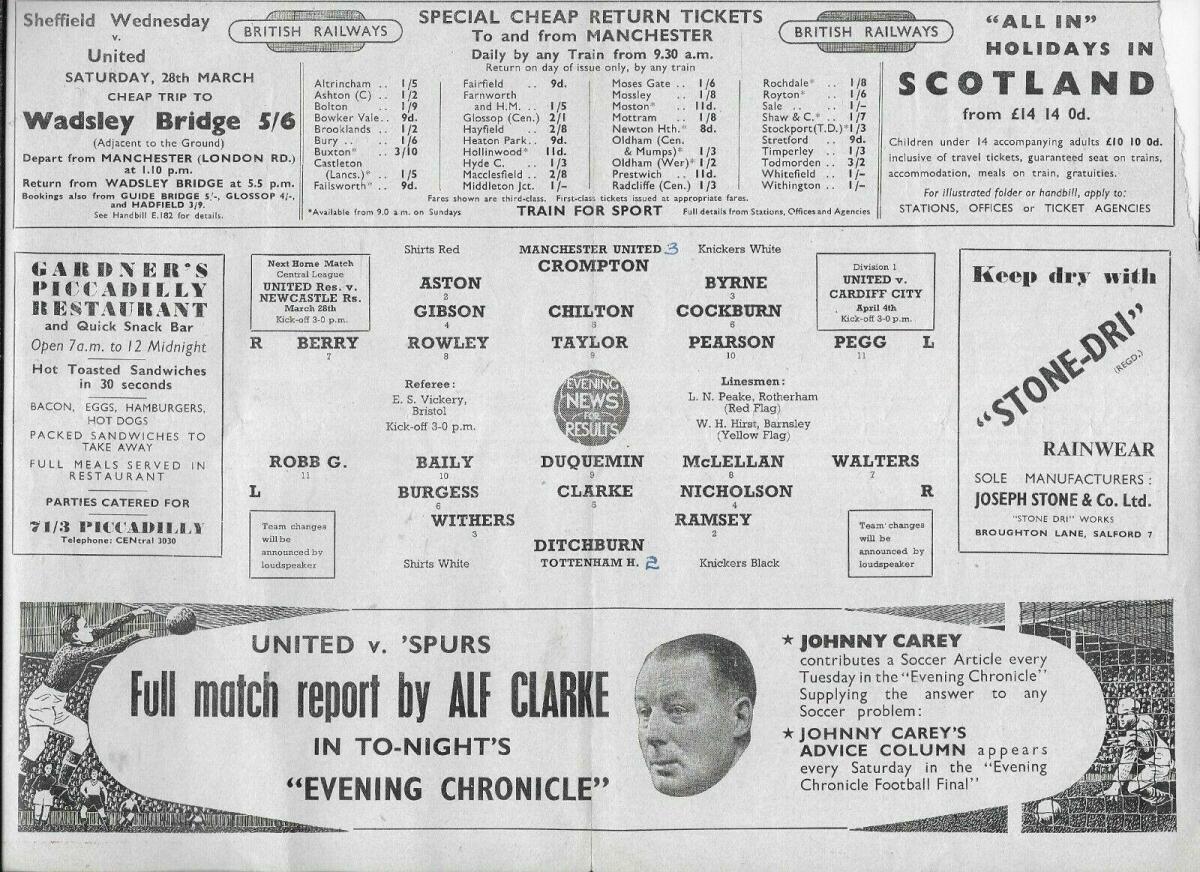 Sheffield Wednesday
v.
United
SATURDAY, 28th MARCH
CHEAP TRIP TO
Wadsley Bridge 5/6
(Adjacent to the Ground)
Depart from MANCHESTER (LONDON RD.)
at 1.10 p.m.
Return from WADSLEY BRIDGE at 5.5 p.m.
Bookings also from GUIDE BRIDGE 5/-, GLOSSOP 4/-,
and HADFIELD 3/9.
See Handbill E.182 for details.
BRITISH RAILWAYS
SPECIAL CHEAP RETURN TICKETS
To and from MANCHESTER
Daily by any Train from 9.30 a.m.
Return on day of issue only, by any train
BRITISH RAILWAYS
Altrincham .. 1/5
Ashton (C) .. 1/2
Bolton .. 1/9
Bowker Vale.. 9d.
Brooklands .. 1/2
Bury .. .. 1/6
Buxton* .. 3/10
Castleton
(Lancs.)* .. 1/5
Failsworth* .. 9d.
Fairfield .. 9d.
Farnworth
and H.M. .. 1/5
Glossop (Cen.) 2/1
Hayfield .. 2/8
Heaton Park.. 9d.
Hollinwood* 11d.
Hyde C. .. 1/3
Macclesfield .. 2/8
Middleton Jct. 1/-
Moses Gate .. 1/6
Mossley .. 1/8
Moston* .. 11d.
Mottram .. 1/8
Newton Hth.* 8d.
Oldham (Cen.
& Mumps)* 1/3
Oldham (Wer)* 1/2
Prestwich .. 11d.
Radcliffe (Cen.) 1/3
Rochdale* .. 1/8
Royton* .. 1/6
Sale .. .. 1/-
Shaw & C.* .. 1/7
Stockport(T.D.)*1/3
Stretford .. 9d.
Timperley .. 1/3
Todmorden .. 3/2
Whitefield .. 1/-
Withington .. 1/-
Fares shown are third-class. First-class tickets issued at appropriate fares.
*Available from 9.0 a.m. on Sundays TRAIN FOR SPORT Full details from Stations, Offices and Agencies
"ALL IN"
HOLIDAYS IN
SCOTLAND
from £14 14 0d.
Children under 14 accompanying adults £10 10 0d.
inclusive of travel tickets, guaranteed seat on trains,
accommodation, meals on train, gratuities.
For illustrated folder or handbill, apply to:
STATIONS, OFFICES or TICKET AGENCIES
GARDNER'S
PICCADILLY
RESTAURANT
and Quick Snack Bar
Open 7a.m. to 12 Midnight
Hot Toasted Sandwiches
in 30 seconds
BACON, EGGS, HAMBURGERS,
HOT DOGS
PACKED SANDWICHES TO
TAKE AWAY
FULL MEALS SERVED IN
RESTAURANT
PARTIES CATERED FOR
71/3 PICCADILLY
Telephone: CENtral 3030
Next Home Match
Central League
UNITED Res. v.
NEWCASTLE Rs.
March 28th
Kick-off 3-0 p.m.
Shirts Red MANCHESTER UNITED 3 Knickers White
CROMPTON
ASTON BYRNE
2 3
GIBSON CHILTON COCKBURN
4 5 6
R BERRY ROWLEY TAYLOR PEARSON PEGG L
7 8 9 10 11
Division 1
UNITED v.
CARDIFF CITY
April 4th
Kick-off 3-0 p.m.
Referee:
E. S. Vickery,
Bristol
Kick-off 3-0 p.m.
EVENING
NEWS
FOR
RESULTS
Linesmen:
L. N. Peake, Rotherham
(Red Flag)
W. H. Hirst, Barnsley
(Yellow Flag)
ROBB G. BAILY DUQUEMIN McLELLAN WALTERS
11 10 9 8 7
L BURGESS CLARKE NICHOLSON R
6 5 4
WITHERS RAMSEY
3 2
DITCHBURN
Shirts White TOTTENHAM H. 2 Knickers Black
Team changes
will be
announced by
loudspeaker
Team changes
will be
announced by
loudspeaker
Keep dry with
"STONE-DRI"
(REGD.)
RAINWEAR
SOLE MANUFACTURERS:
JOSEPH STONE & Co. Ltd.
"STONE DRI" WORKS
BROUGHTON LANE, SALFORD 7
UNITED v. 'SPURS
Full match report by ALF CLARKE
IN TO-NIGHT'S
"EVENING CHRONICLE"
★ JOHNNY CAREY
contributes a Soccer Article every
Tuesday in the "Evening Chronicle"
Supplying the answer to any
Soccer problem:
★ JOHNNY CAREY'S
ADVICE COLUMN appears
every Saturday in the "Evening
Chronicle Football Final"